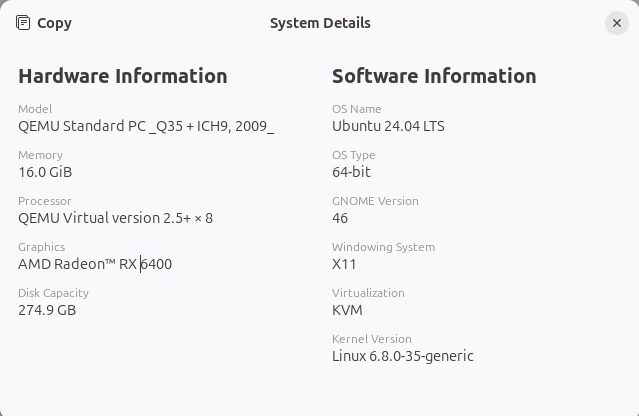 Copy
System Details
Hardware Information
Model
QEMU Standard PC _Q35 + ICH9, 2009_
Memory
16.0 GiB
Processor
QEMU Virtual version 2.5+ × 8
Graphics
AMD Radeon™ RX 6400
Disk Capacity
274.9 GB
Software Information
OS Name
Ubuntu 24.04 LTS
OS Type
64-bit
GNOME Version
46
Windowing System
X11
Virtualization
KVM
Kernel Version
Linux 6.8.0-35-generic